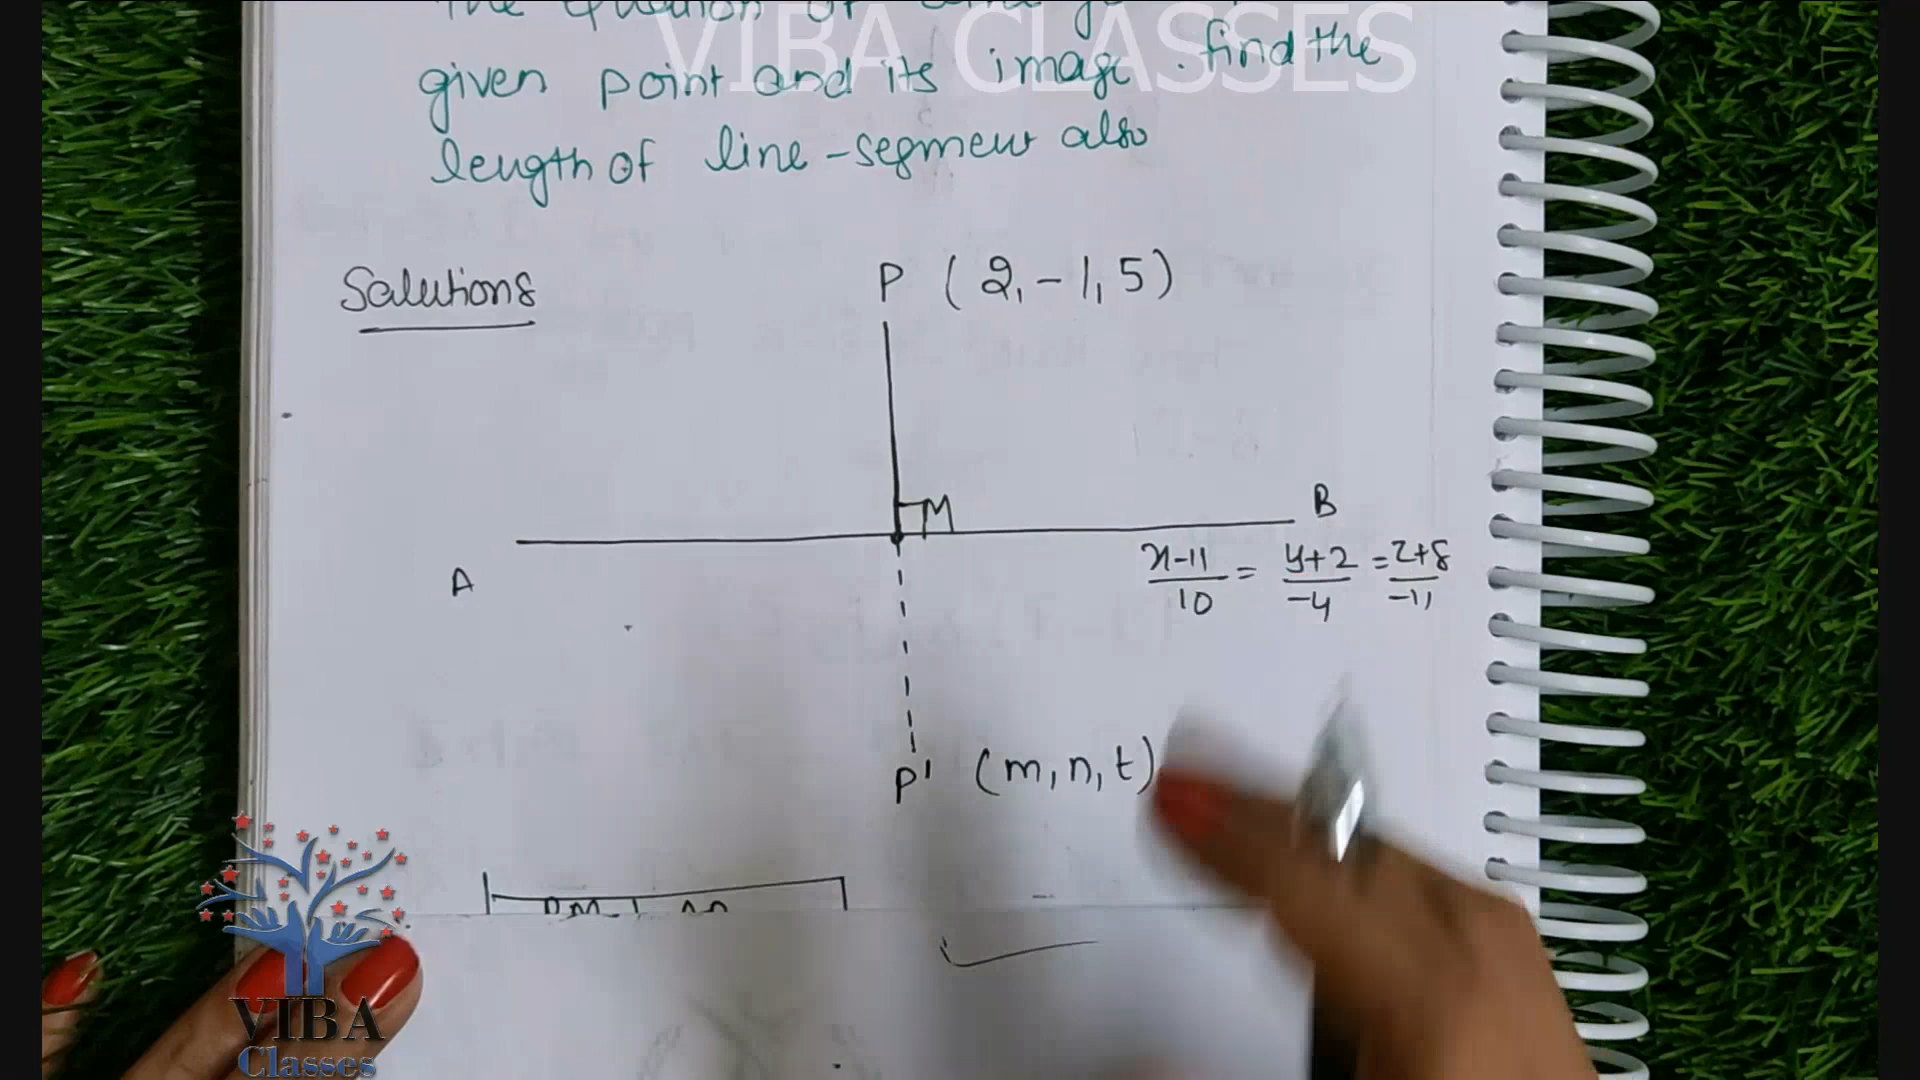 VIBA CLASSES
given point and its image . find the
length of line-segment also
Solutions
P (2, -1, 5)
M
B
A
x-11/10 = y+2/-4 = z+8/-11
P' (m, n, t)
VIBA
Classes